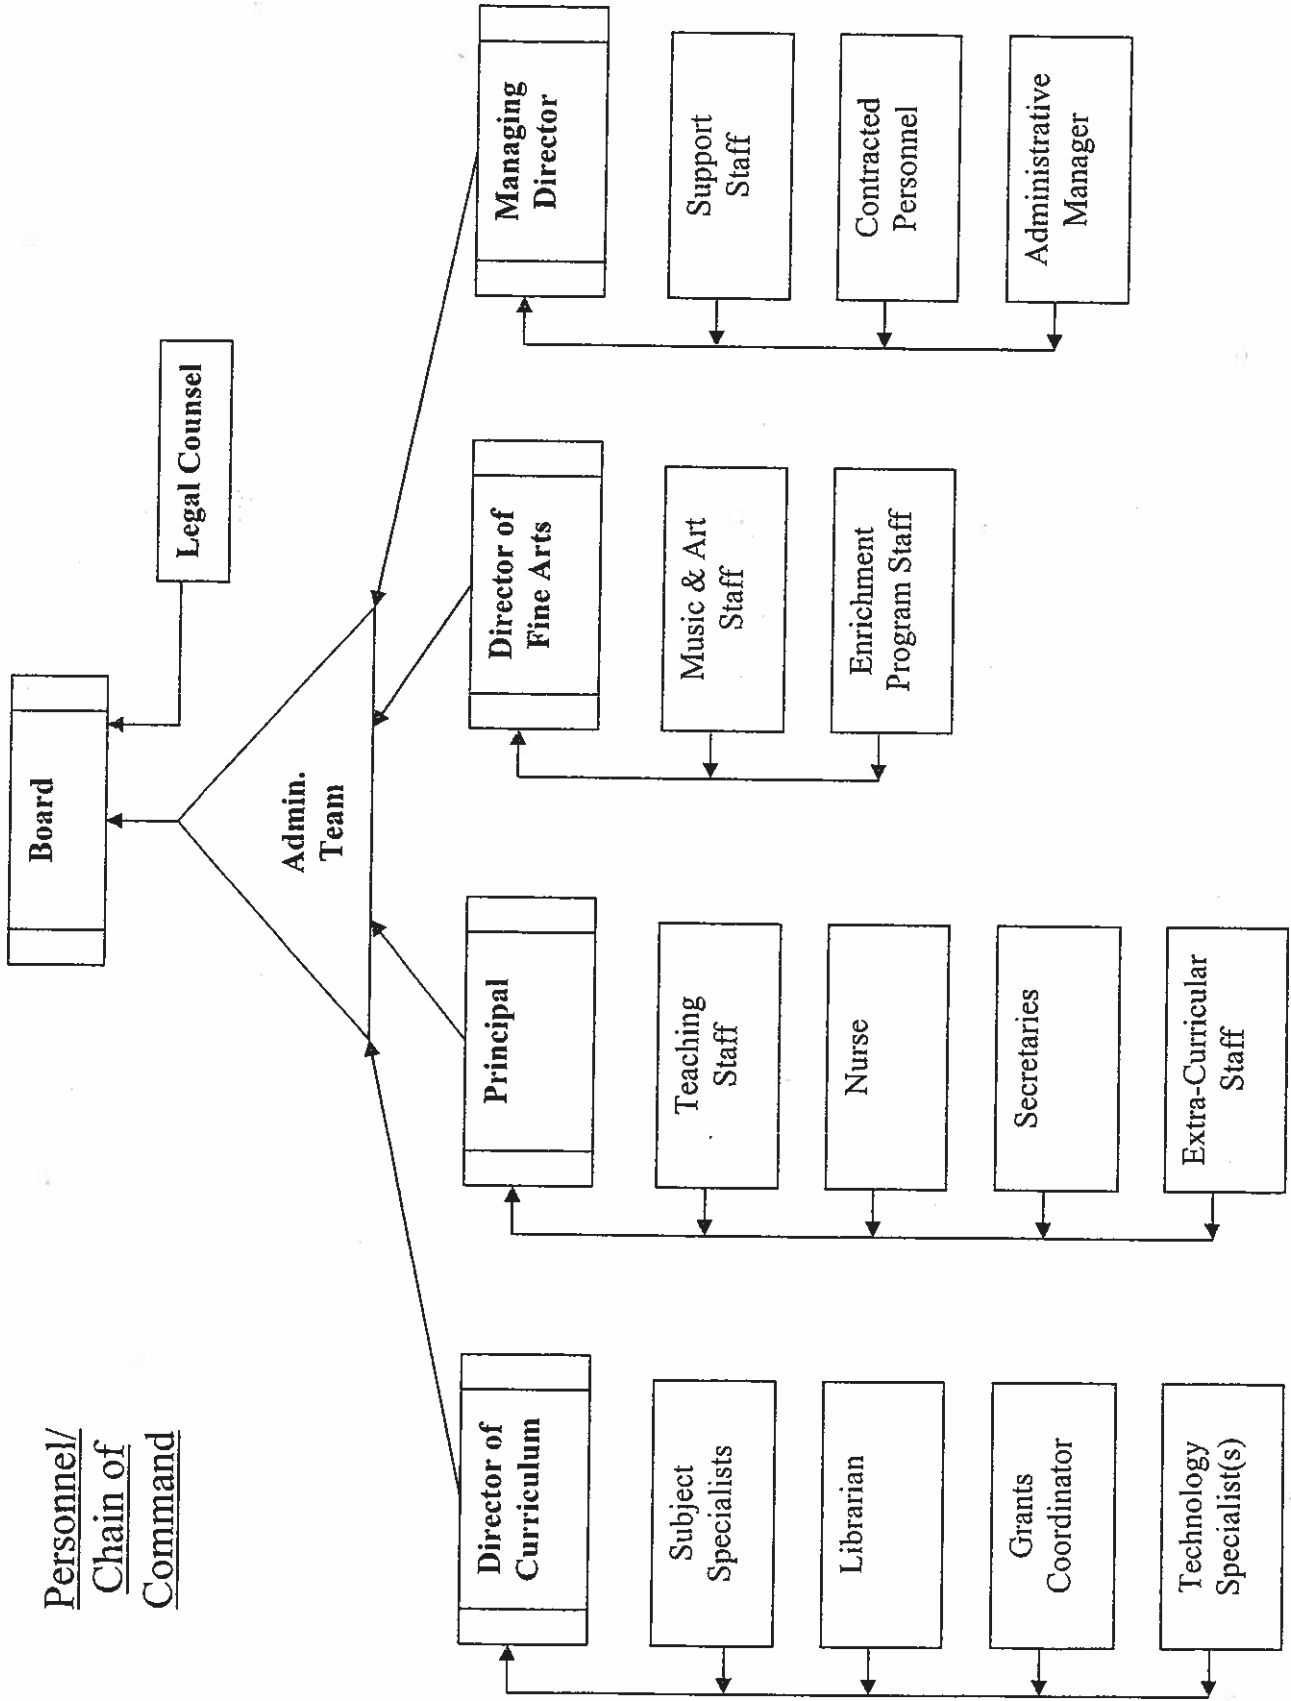 Personnel/
Chain of
Command
Board
Legal Counsel
Admin.
Team
Director of
Curriculum
Subject
Specialists
Librarian
Grants
Coordinator
Technology
Specialist(s)
Principal
Teaching
Staff
Nurse
Secretaries
Extra-Curricular
Staff
Director of
Fine Arts
Music & Art
Staff
Enrichment
Program Staff
Managing
Director
Support
Staff
Contracted
Personnel
Administrative
Manager